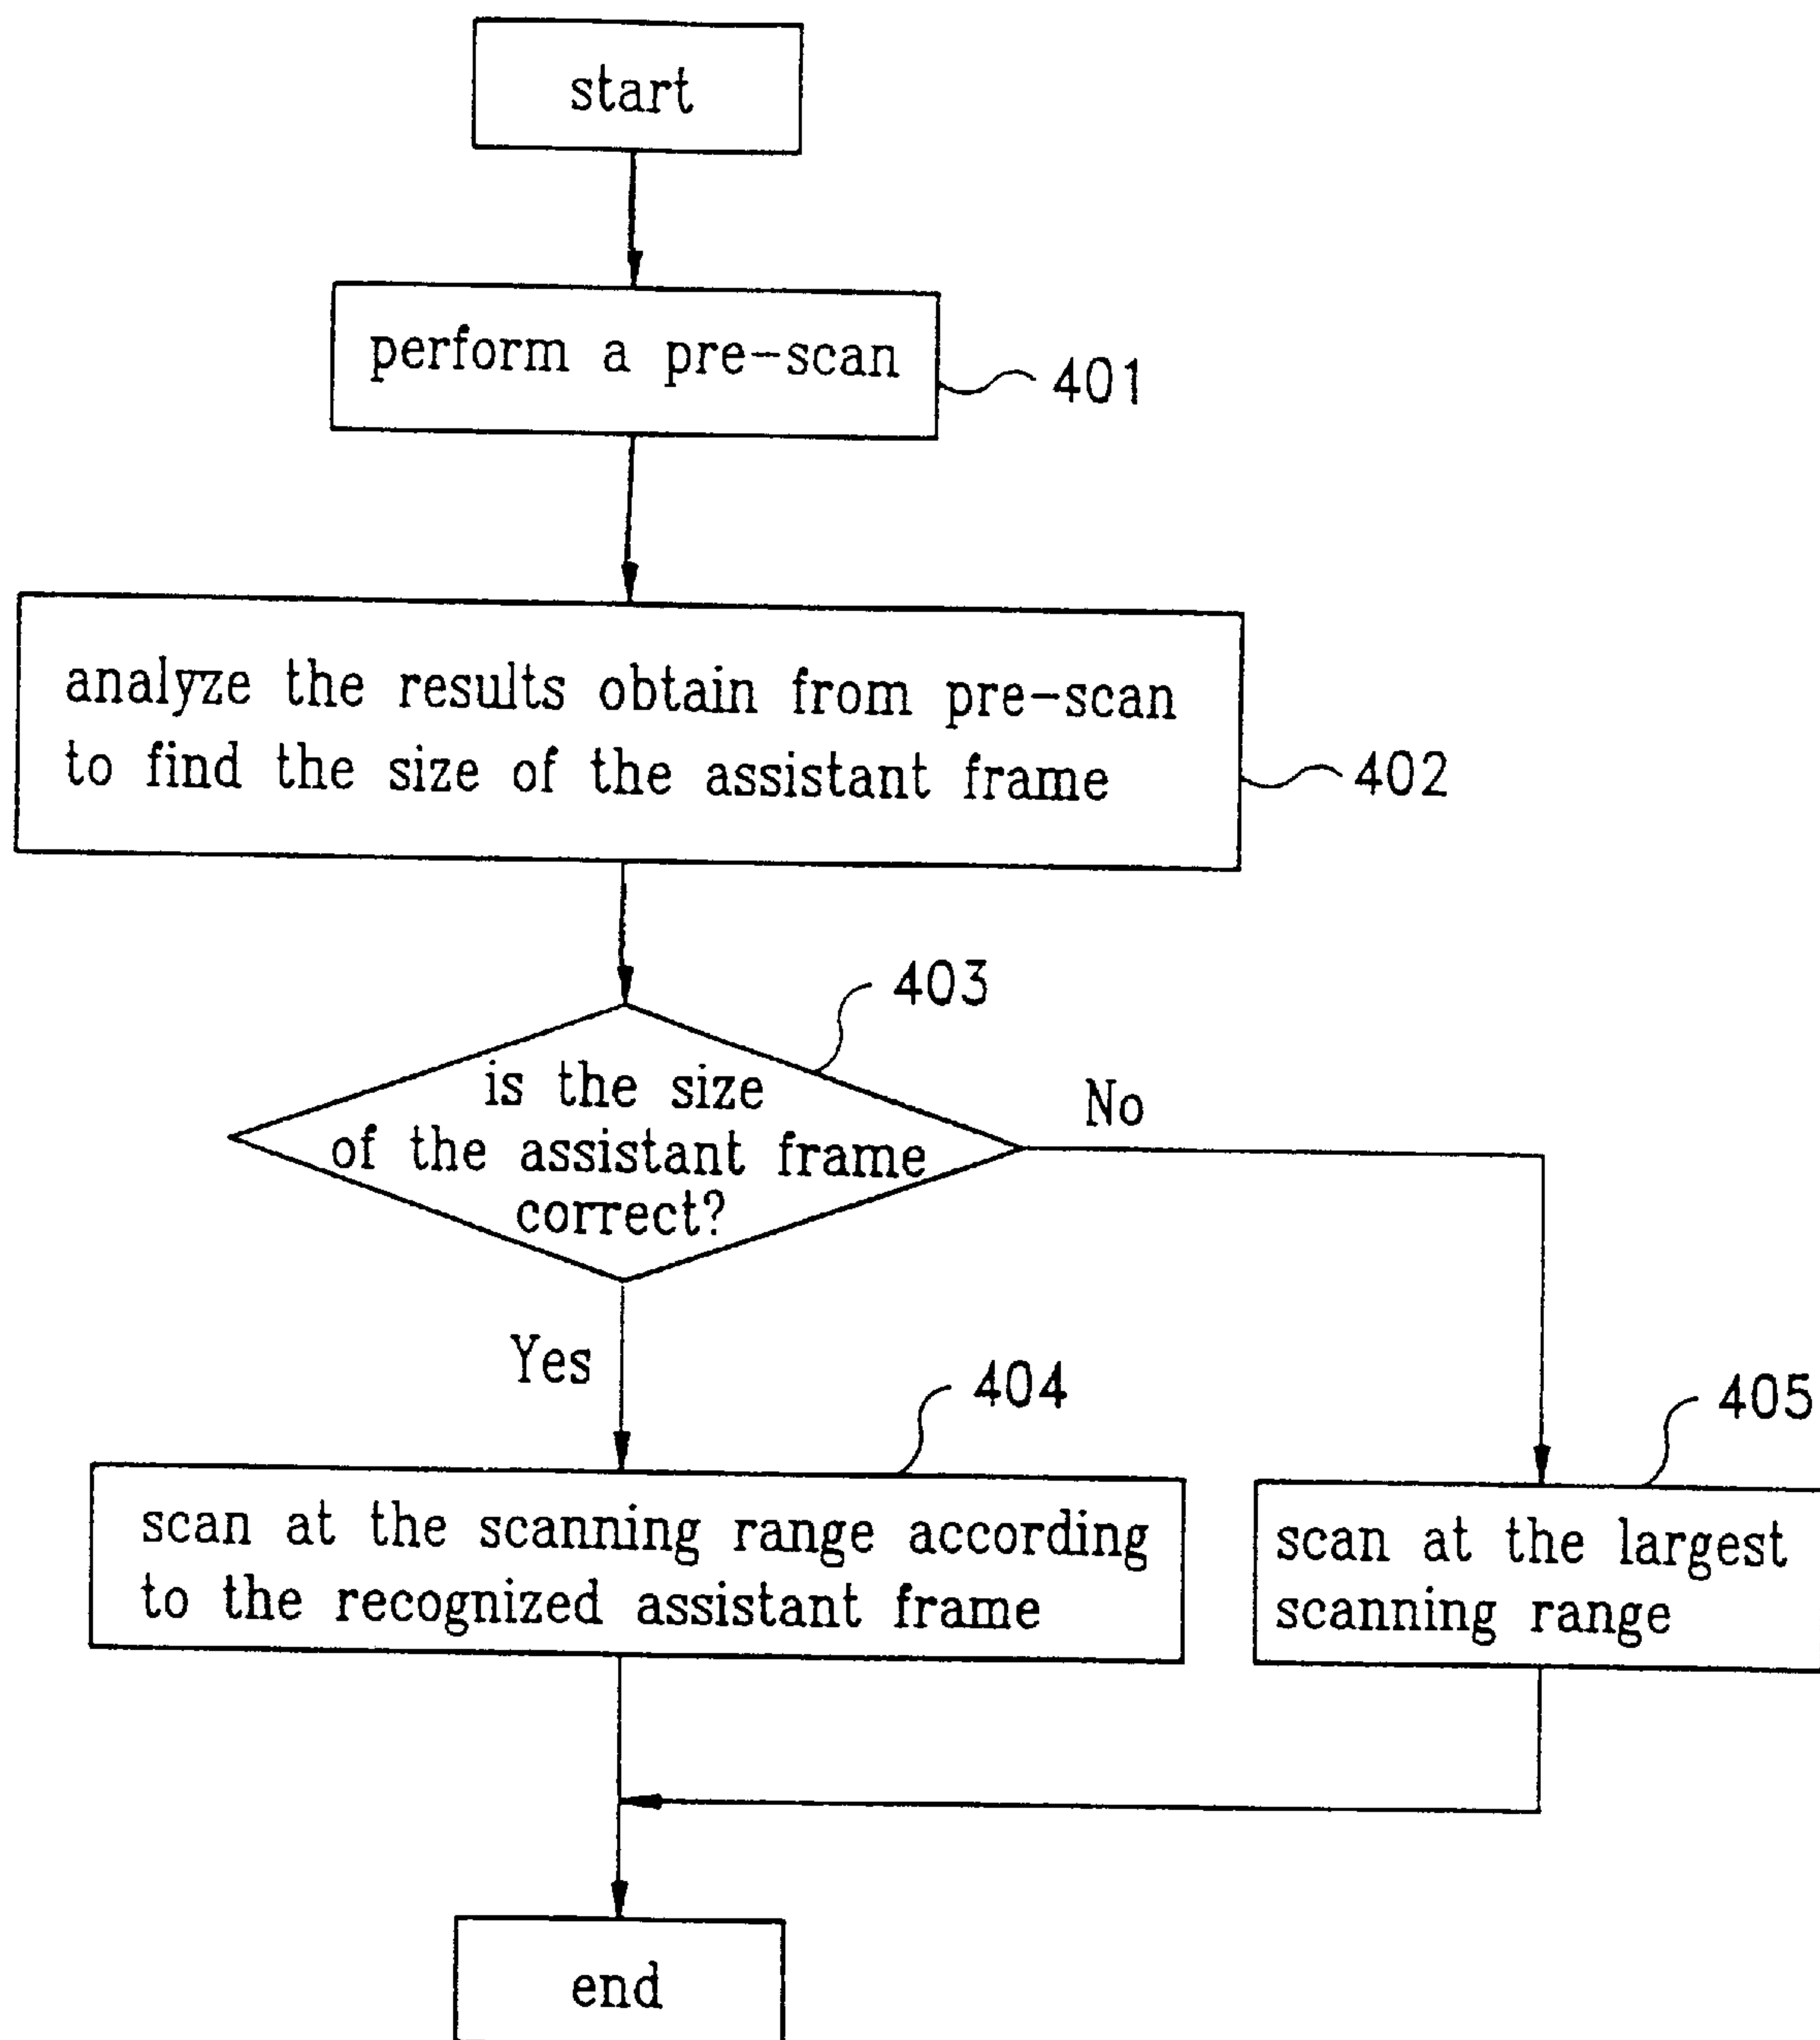 start
perform a pre-scan
401
analyze the results obtain from pre-scan
to find the size of the assistant frame
402
403
is the size
of the assistant frame
correct?
No
Yes
404
405
scan at the scanning range according
to the recognized assistant frame
scan at the largest
scanning range
end